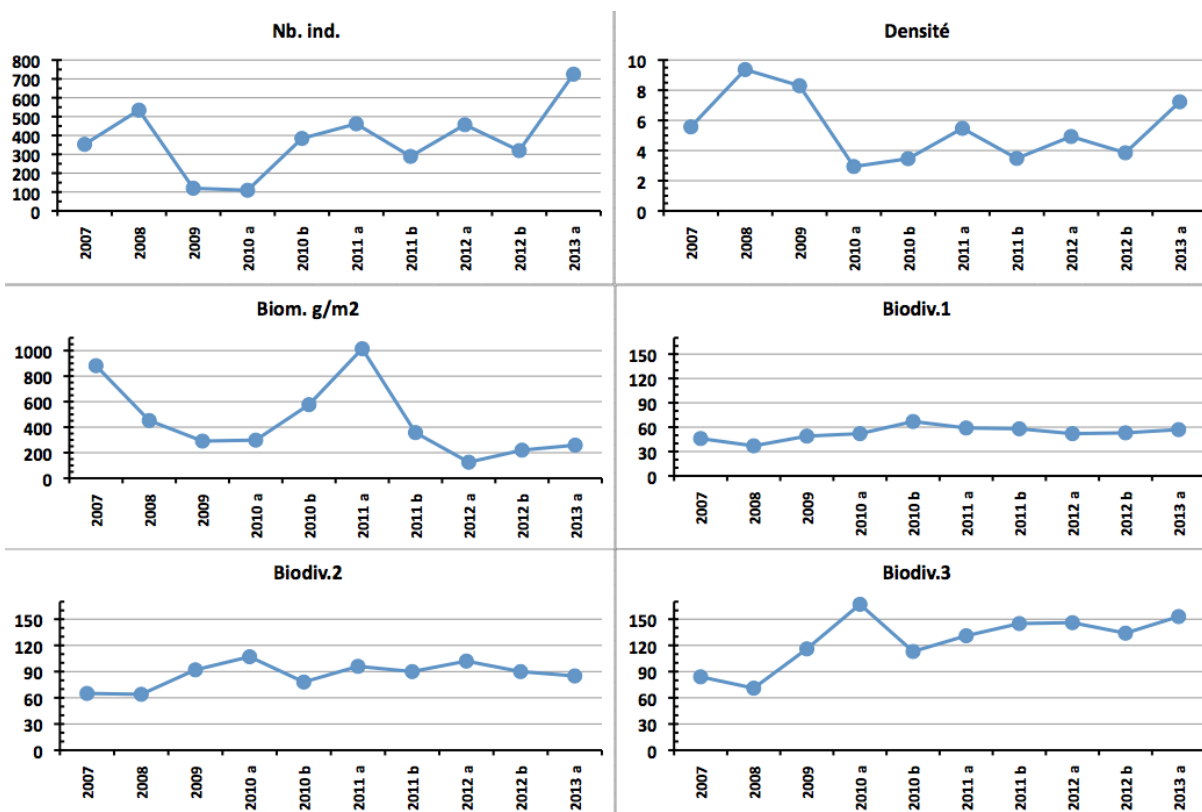 Nb. ind.
800
700
600
500
400
300
200
100
0
2007
2008
2009
2010 a
2010 b
2011 a
2011 b
2012 a
2012 b
2013 a
Densité
10
8
6
4
2
0
2007
2008
2009
2010 a
2010 b
2011 a
2011 b
2012 a
2012 b
2013 a
Biom. g/m2
1000
800
600
400
200
0
2007
2008
2009
2010 a
2010 b
2011 a
2011 b
2012 a
2012 b
2013 a
Biodiv.1
150
120
90
60
30
0
2007
2008
2009
2010 a
2010 b
2011 a
2011 b
2012 a
2012 b
2013 a
Biodiv.2
150
120
90
60
30
0
2007
2008
2009
2010 a
2010 b
2011 a
2011 b
2012 a
2012 b
2013 a
Biodiv.3
150
120
90
60
30
0
2007
2008
2009
2010 a
2010 b
2011 a
2011 b
2012 a
2012 b
2013 a